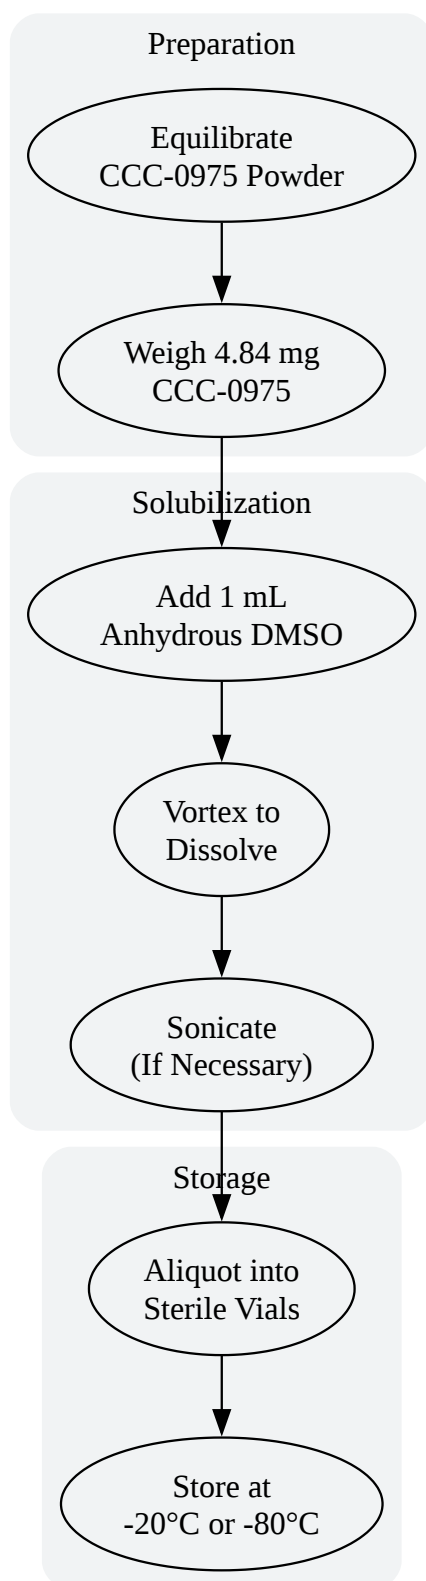 Preparation
Equilibrate
CCC-0975 Powder
Weigh 4.84 mg
CCC-0975
Solubilization
Add 1 mL
Anhydrous DMSO
Vortex to
Dissolve
Sonicate
(If Necessary)
Storage
Aliquot into
Sterile Vials
Store at
-20°C or -80°C